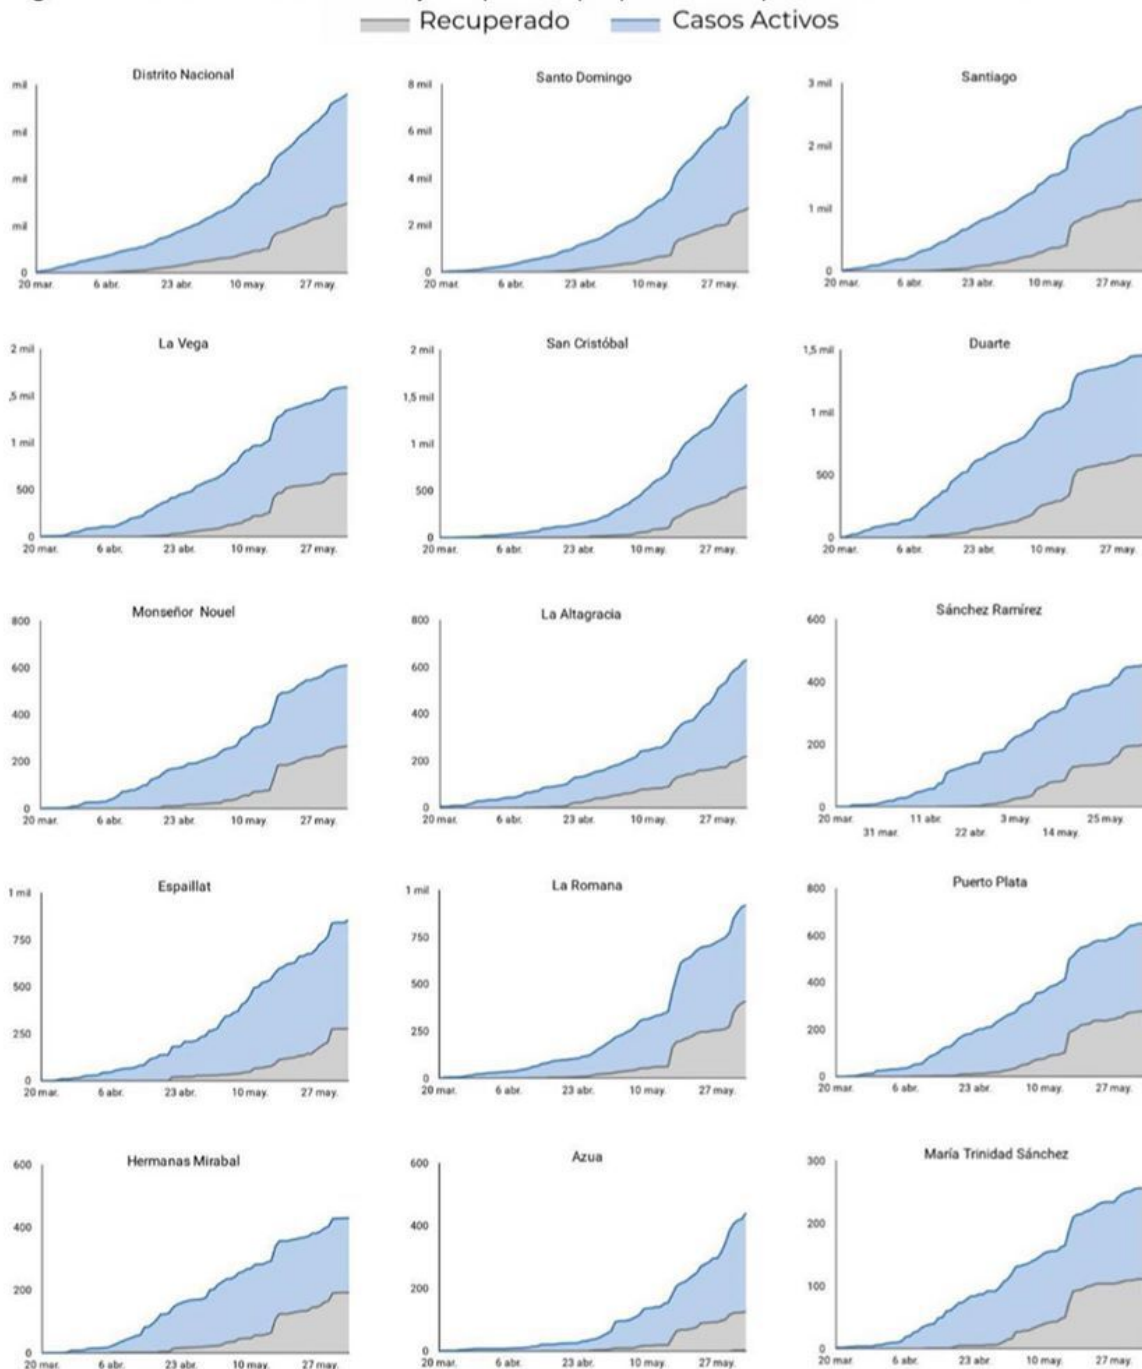 Recuperado Casos Activos
Distrito Nacional
mil
mil
mil
mil
0
20 mar. 6 abr. 23 abr. 10 may. 27 may.
Santo Domingo
8 mil
6 mil
4 mil
2 mil
0
20 mar. 6 abr. 23 abr. 10 may. 27 may.
Santiago
3 mil
2 mil
1 mil
0
20 mar. 6 abr. 23 abr. 10 may. 27 may.
La Vega
2 mil
,5 mil
1 mil
500
0
20 mar. 6 abr. 23 abr. 10 may. 27 may.
San Cristóbal
2 mil
1,5 mil
1 mil
500
0
20 mar. 6 abr. 23 abr. 10 may. 27 may.
Duarte
1,5 mil
1 mil
500
0
20 mar. 6 abr. 23 abr. 10 may. 27 may.
Monseñor Nouel
800
600
400
200
0
20 mar. 6 abr. 23 abr. 10 may. 27 may.
La Altagracia
800
600
400
200
0
20 mar. 6 abr. 23 abr. 10 may. 27 may.
Sánchez Ramírez
600
400
200
0
20 mar. 11 abr. 3 may. 25 may.
31 mar. 22 abr. 14 may.
Espaillat
1 mil
750
500
250
0
20 mar. 6 abr. 23 abr. 10 may. 27 may.
La Romana
1 mil
750
500
250
0
20 mar. 6 abr. 23 abr. 10 may. 27 may.
Puerto Plata
800
600
400
200
0
20 mar. 6 abr. 23 abr. 10 may. 27 may.
Hermanas Mirabal
600
400
200
0
20 mar. 6 abr. 23 abr. 10 may. 27 may.
Azua
600
400
200
0
20 mar. 6 abr. 23 abr. 10 may. 27 may.
María Trinidad Sánchez
300
200
100
0
20 mar. 6 abr. 23 abr. 10 may. 27 may.